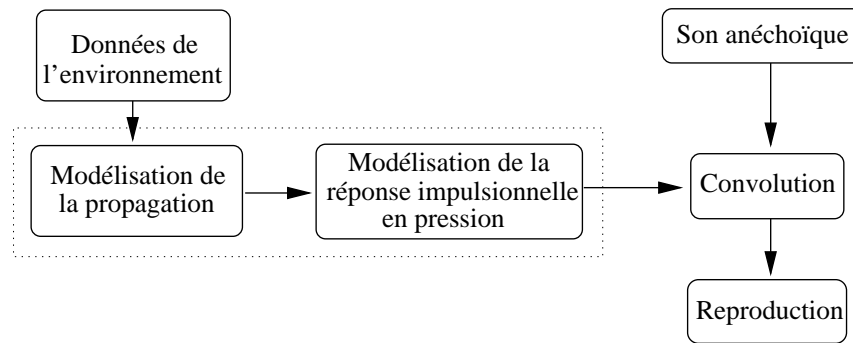 Données de
l'environnement
Son anéchoïque
Modélisation de
la propagation
Modélisation de la
réponse impulsionnelle
en pression
Convolution
Reproduction